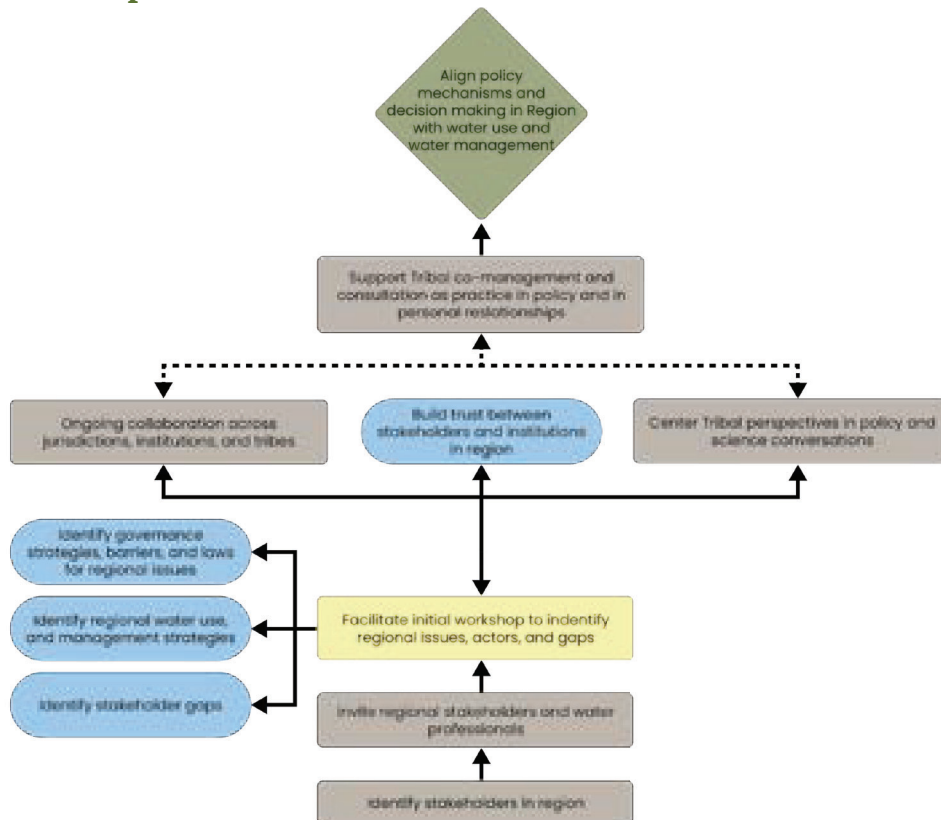 Align policy
mechanisms and
decision making in Region
with water use and
water management
Support Tribal co-management and
consultation as practice in policy and in
personal reslationships
Ongoing collaboration across
jurisdictions, institutions, and tribes
Build trust between
stakeholders and institutions
in region
Center Tribal perspectives in policy and
science conversations
Identify governance
strategies, barriers, and laws
for regional issues
Identify regional water use,
and management strategies
Identify stakeholder gaps
Facilitate initial workshop to indentify
regional issues, actors, and gaps
Invite regional stakeholders and water
professionals
Identify stakeholders in region